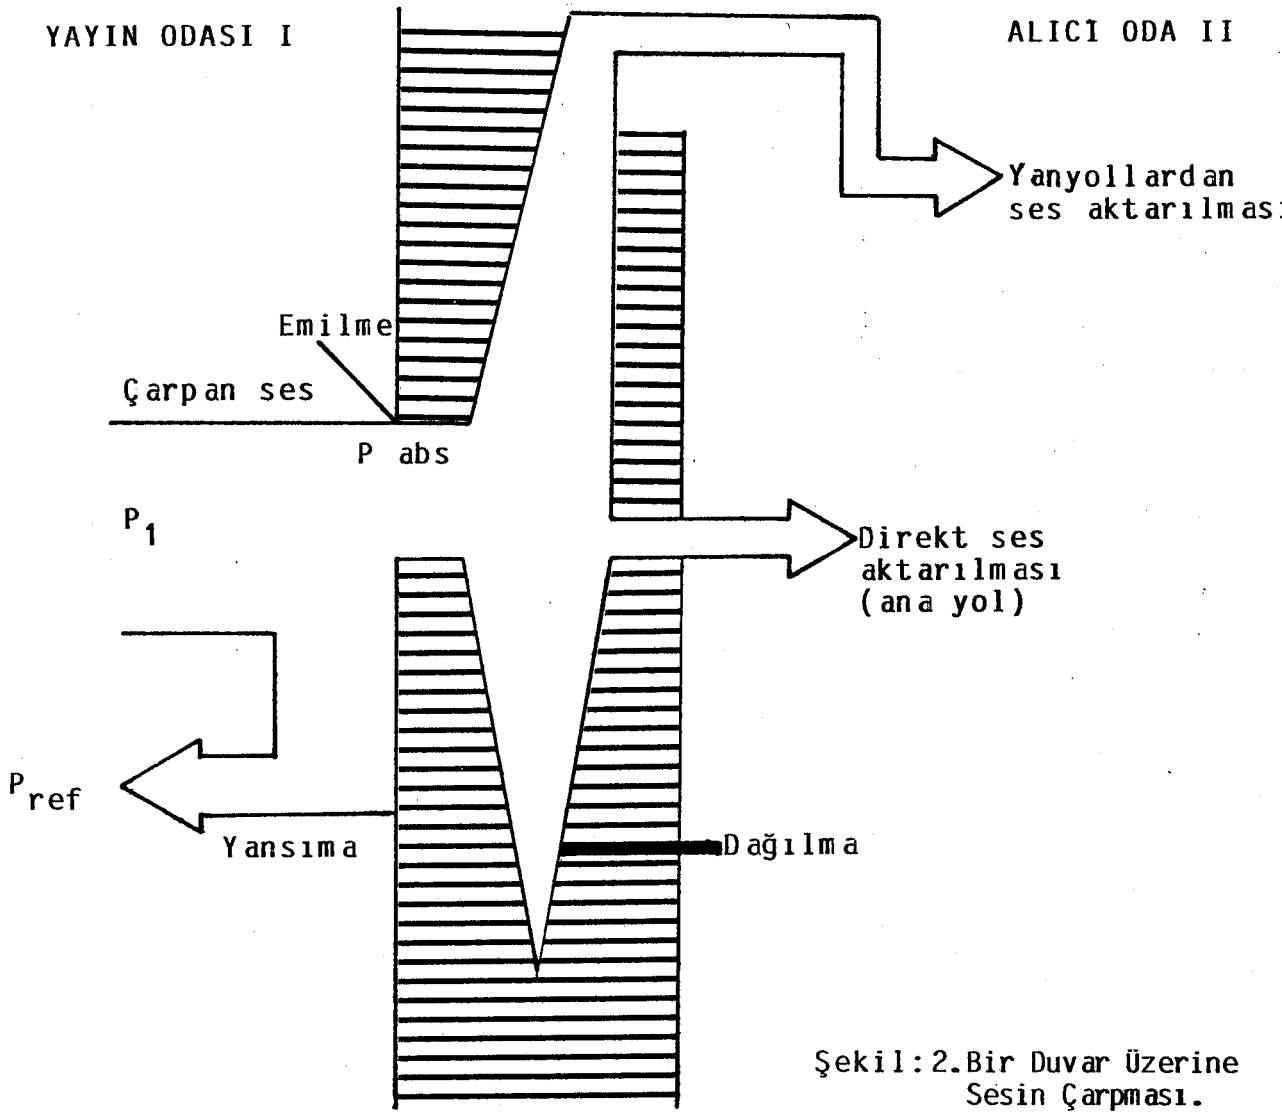 YAYIN ODASI I
ALICI ODA II
Yanyollardan
ses aktarılması
Emilme
Çarpan ses
P abs
P1
Direkt ses
aktarılması
(ana yol)
Pref
Yansıma
Dağılma
Şekil:2.Bir Duvar Üzerine
Sesin Çarpması.